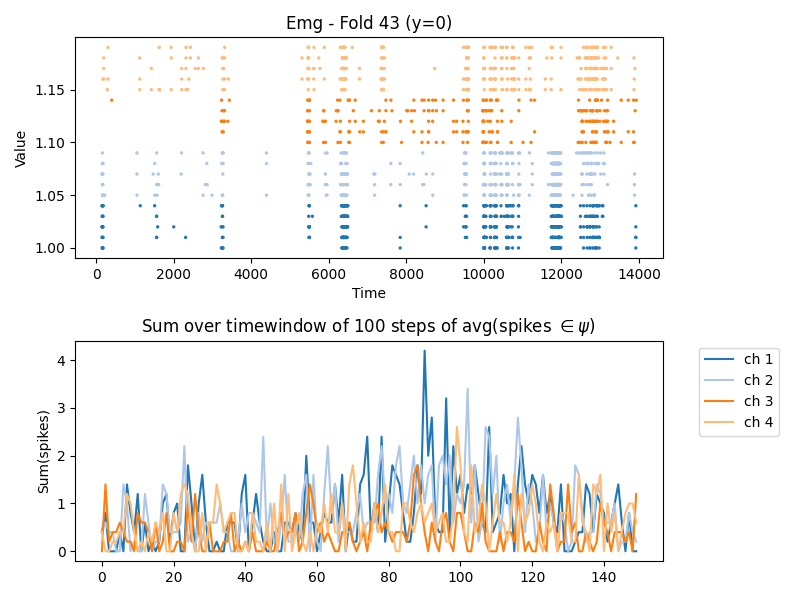 Emg - Fold 43 (y=0)
Value
1.15
1.10
1.05
1.00
0 2000 4000 6000 8000 10000 12000 14000
Time
Sum over timewindow of 100 steps of avg(spikes ∈ψ)
Sum(spikes)
4
3
2
1
0
0 20 40 60 80 100 120 140
ch 1
ch 2
ch 3
ch 4